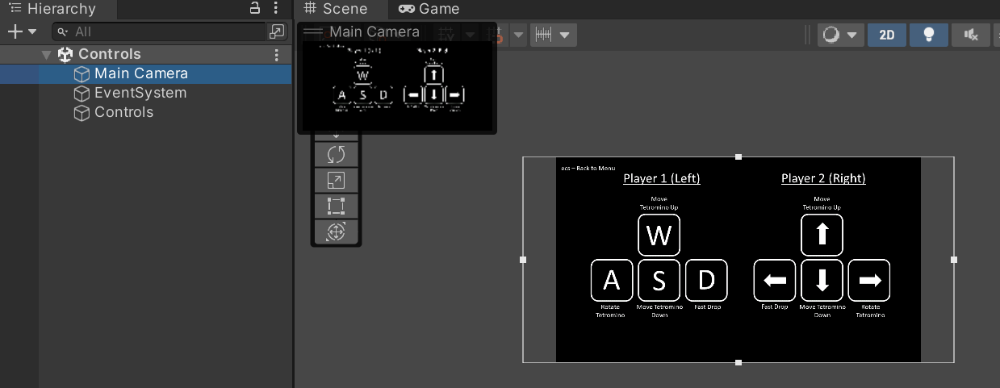 Hierarchy
All
Controls
Main Camera
EventSystem
Controls
Scene
Game
2D
Main Camera
W
A S D
ecs – Back to Menu
Player 1 (Left)
Player 2 (Right)
Move
Tetromino Up
Move
Tetromino Up
W
A
S
D
Rotate
Tetromino
Move Tetromino
Down
Fast Drop
Fast Drop
Move Tetromino
Down
Rotate
Tetromino